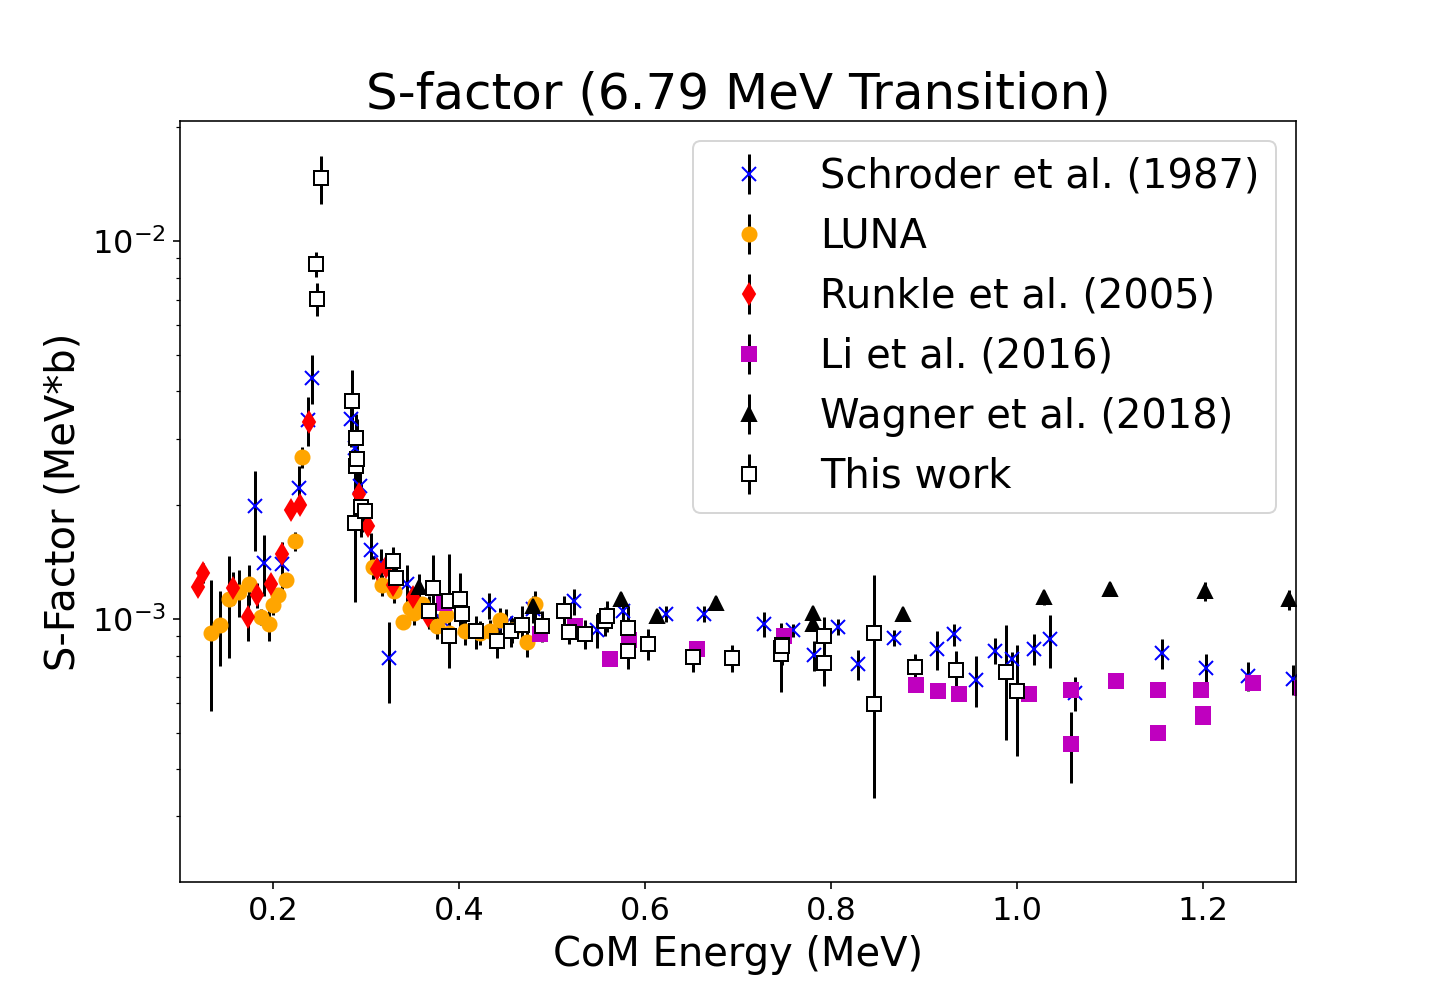 S-factor (6.79 MeV Transition)
Schroder et al. (1987)
LUNA
Runkle et al. (2005)
Li et al. (2016)
Wagner et al. (2018)
This work
10⁻²
10⁻³
S-Factor (MeV*b)
0.2 0.4 0.6 0.8 1.0 1.2
CoM Energy (MeV)